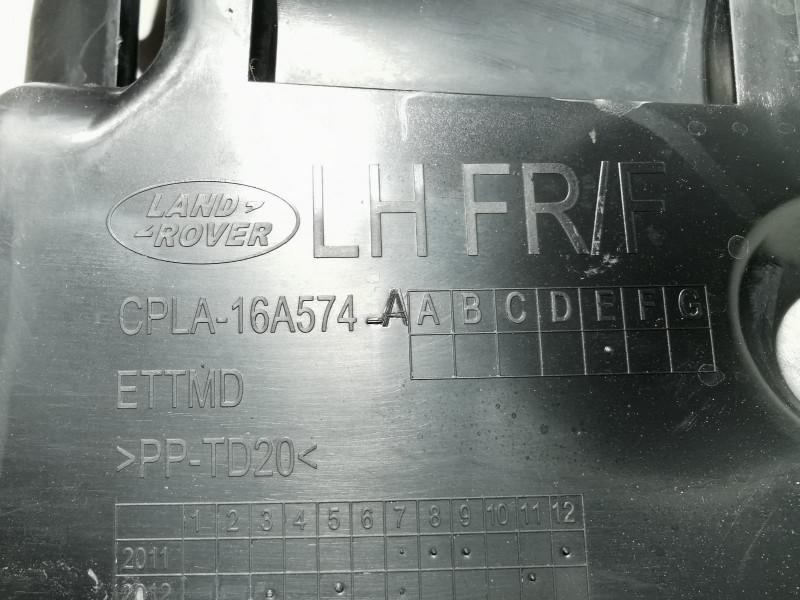 LAND
ROVER
LH FR/F
CPLA-16A574-A A B C D E F G
ETTMD
>PP-TD20<
1 2 3 4 5 6 7 8 9 10 11 12
2011
2012